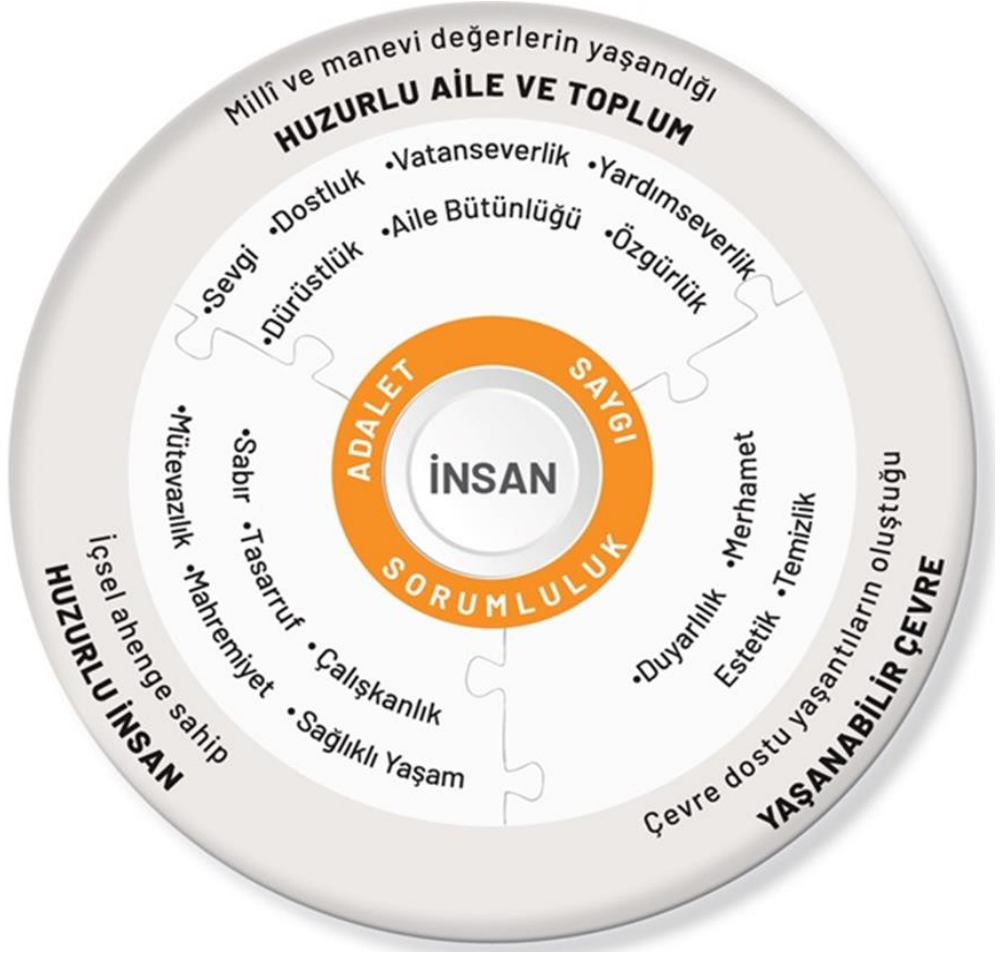 Millî ve manevi değerlerin yaşandığı
HUZURLU AİLE VE TOPLUM
•Sevgi •Dostluk •Vatanseverlik •Yardımseverlik
•Dürüstlük •Aile Bütünlüğü •Özgürlük
ADALET
SAYGI
SORUMLULUK
İNSAN
•Mütevazılık •Mahremiyet •Sağlıklı Yaşam
•Sabır •Tasarruf •Çalışkanlık
•Duyarlılık •Merhamet
Estetik •Temizlik
İçsel ahenge sahip
HUZURLU İNSAN
Çevre dostu yaşantıların oluştuğu
YAŞANABİLİR ÇEVRE